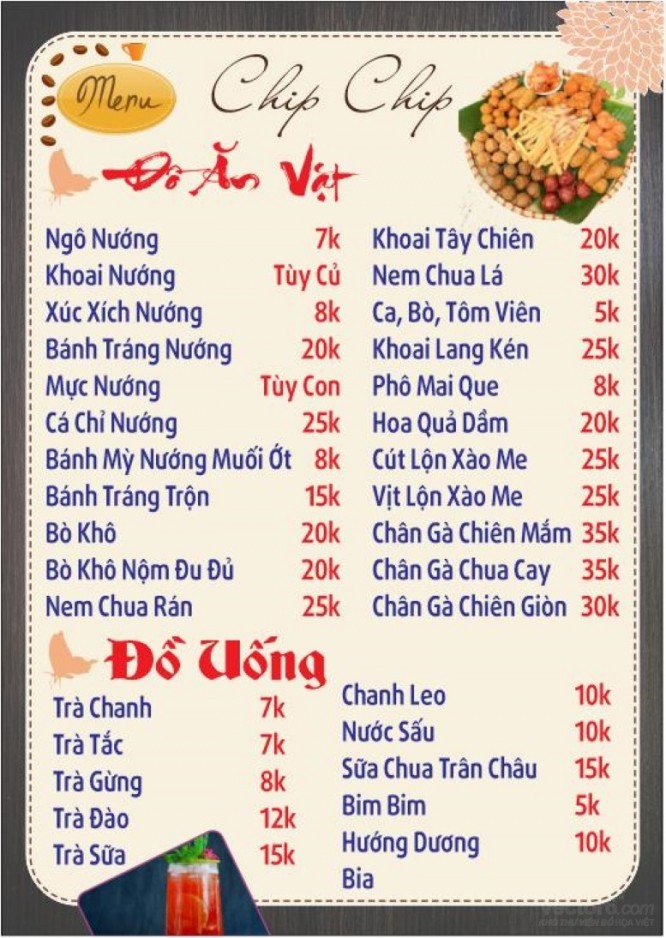 Menu
Chip Chip
Đồ Ăn Vặt
Ngô Nướng 7k
Khoai Nướng Tùy Củ
Xúc Xích Nướng 8k
Bánh Tráng Nướng 20k
Mực Nướng Tùy Con
Cá Chỉ Nướng 25k
Bánh Mỳ Nướng Muối Ớt 8k
Bánh Tráng Trộn 15k
Bò Khô 20k
Bò Khô Nộm Đu Đủ 20k
Nem Chua Rán 25k
Khoai Tây Chiên 20k
Nem Chua Lá 30k
Ca, Bò, Tôm Viên 5k
Khoai Lang Kén 25k
Phô Mai Que 8k
Hoa Quả Dầm 20k
Cút Lộn Xào Me 25k
Vịt Lộn Xào Me 25k
Chân Gà Chiên Mắm 35k
Chân Gà Chua Cay 35k
Chân Gà Chiên Giòn 30k
Đồ Uống
Trà Chanh 7k
Trà Tắc 7k
Trà Gừng 8k
Trà Đào 12k
Trà Sữa 15k
Chanh Leo 10k
Nước Sấu 10k
Sữa Chua Trân Châu 15k
Bim Bim 5k
Hướng Dương 10k
Bia